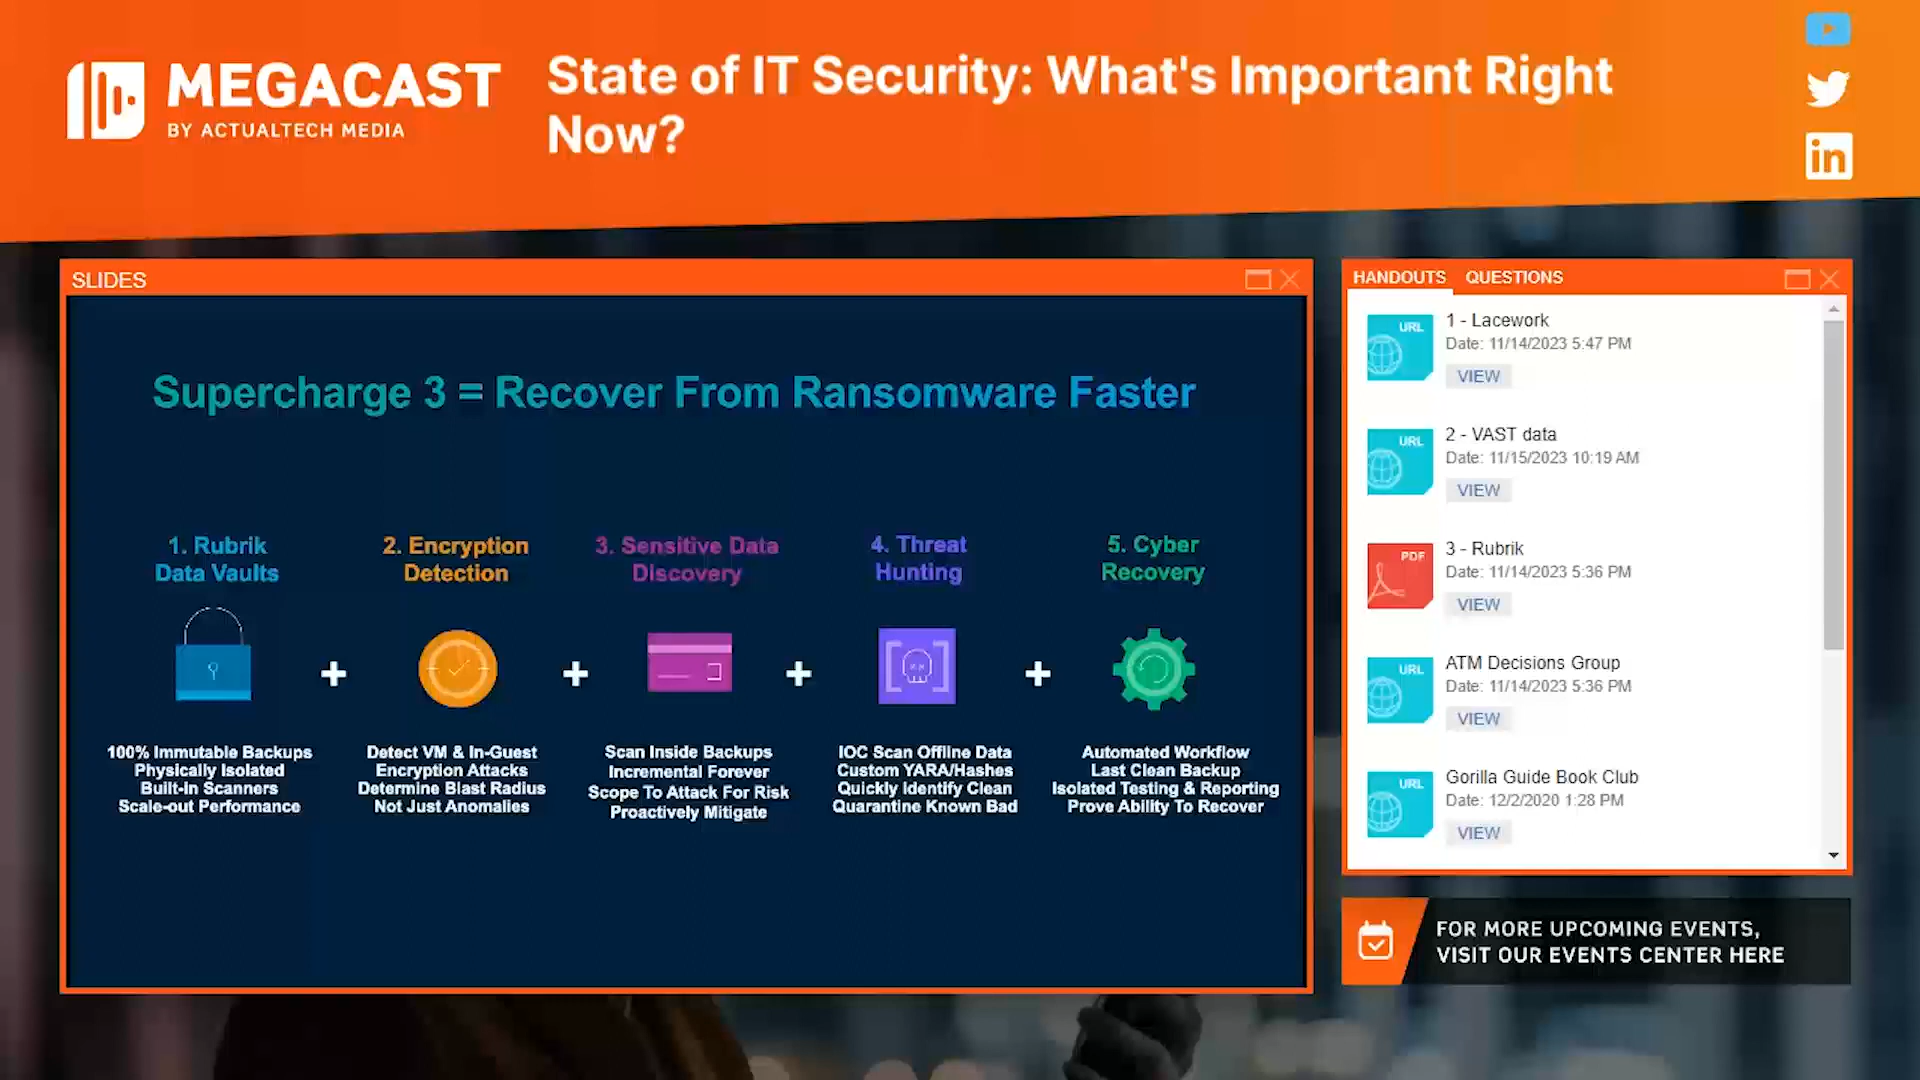 MEGACAST
BY ACTUALTECH MEDIA
State of IT Security: What's Important Right
Now?
in
SLIDES
Supercharge 3 = Recover From Ransomware Faster
1. Rubrik
Data Vaults
100% Immutable Backups
Physically Isolated
Built-In Scanners
Scale-out Performance
+
2. Encryption
Detection
Detect VM & In-Guest
Encryption Attacks
Determine Blast Radius
Not Just Anomalies
+
3. Sensitive Data
Discovery
Scan Inside Backups
Incremental Forever
Scope To Attack For Risk
Proactively Mitigate
+
4. Threat
Hunting
IOC Scan Offline Data
Custom YARA/Hashes
Quickly Identify Clean
Quarantine Known Bad
+
5. Cyber
Recovery
Automated Workflow
Last Clean Backup
Isolated Testing & Reporting
Prove Ability To Recover
HANDOUTS QUESTIONS
URL
1 - Lacework
Date: 11/14/2023 5:47 PM
VIEW
URL
2 - VAST data
Date: 11/15/2023 10:19 AM
VIEW
PDF
3 - Rubrik
Date: 11/14/2023 5:36 PM
VIEW
URL
ATM Decisions Group
Date: 11/14/2023 5:36 PM
VIEW
URL
Gorilla Guide Book Club
Date: 12/2/2020 1:28 PM
VIEW
FOR MORE UPCOMING EVENTS,
VISIT OUR EVENTS CENTER HERE